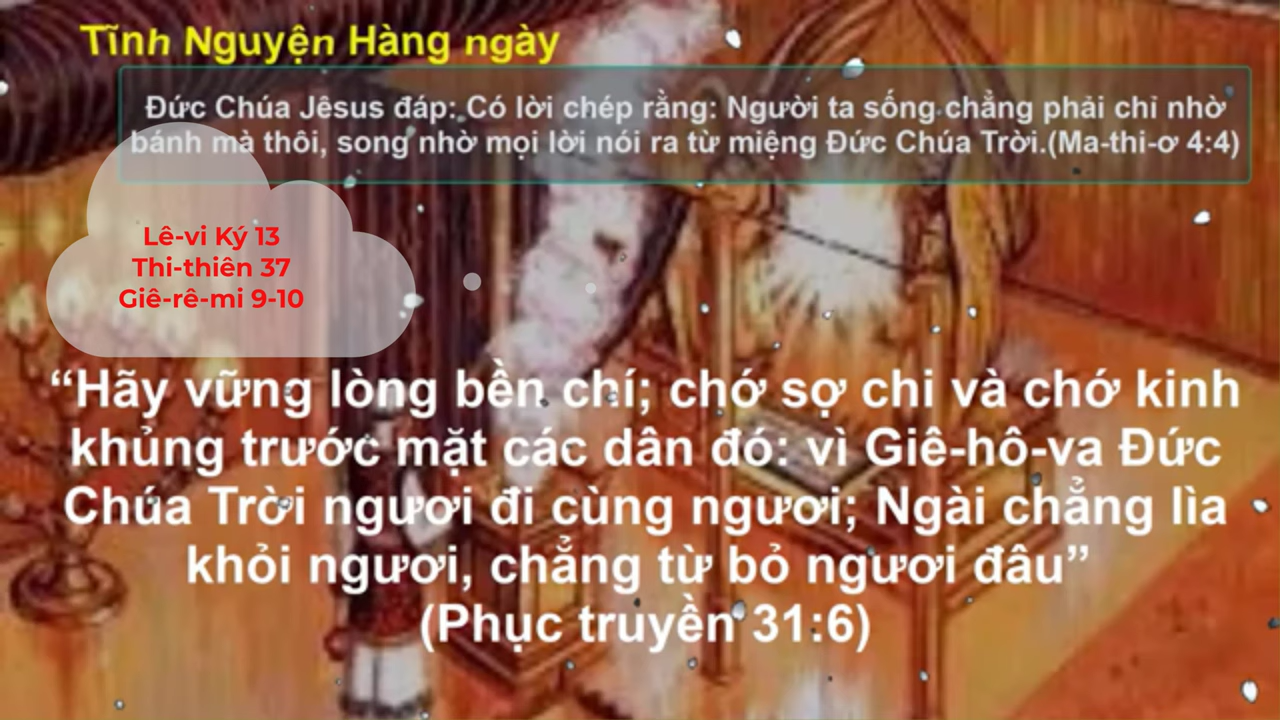 Tĩnh Nguyện Hàng ngày
Đức Chúa Jêsus đáp: Có lời chép rằng: Người ta sống chẳng phải chỉ nhờ
bánh mà thôi, song nhờ mọi lời nói ra từ miệng Đức Chúa Trời.(Ma-thi-ơ 4:4)
Lê-vi Ký 13
Thi-thiên 37
Giê-rê-mi 9-10
“Hãy vững lòng bền chí; chớ sợ chi và chớ kinh
khủng trước mặt các dân đó: vì Giê-hô-va Đức
Chúa Trời ngươi đi cùng ngươi; Ngài chẳng lìa
khỏi ngươi, chẳng từ bỏ ngươi đâu”
(Phục truyền 31:6)